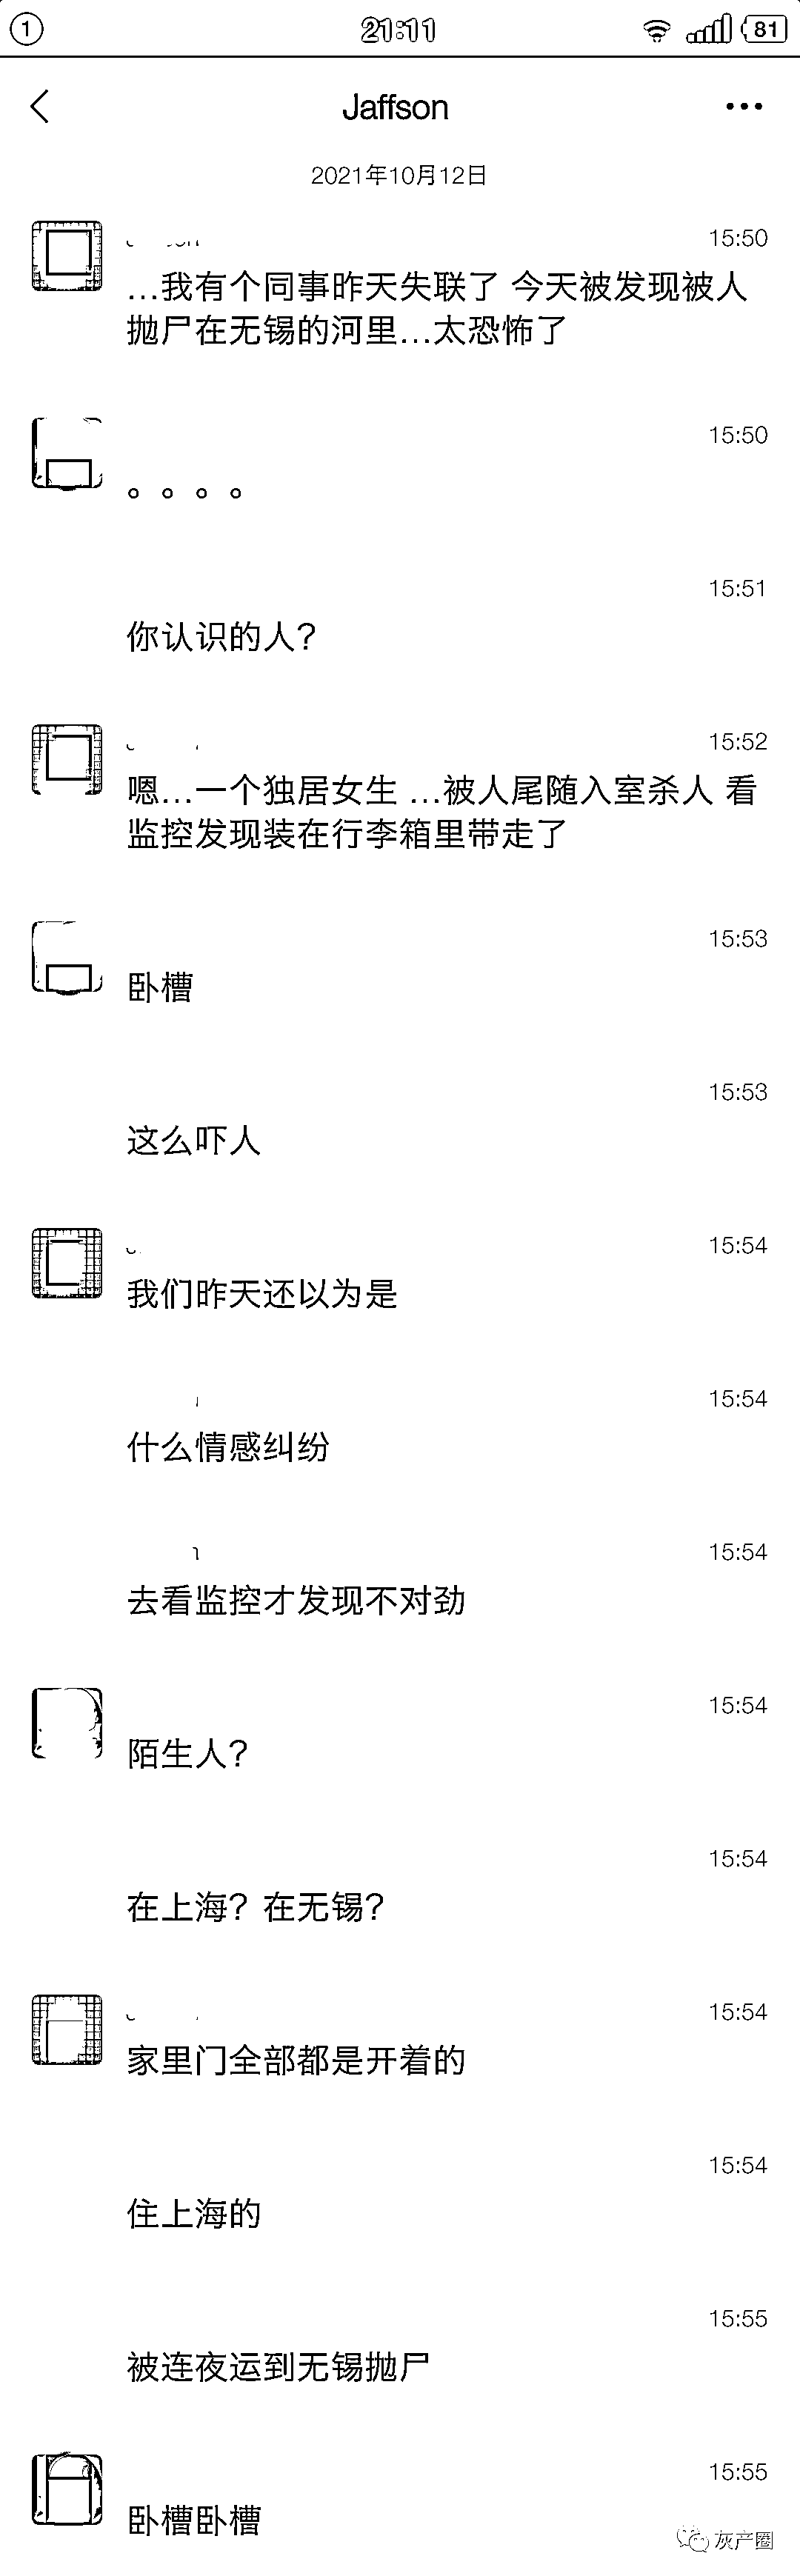 ①
21:11
81
Jaffson
2021年10月12日
15:50
…我有个同事昨天失联了 今天被发现被人
抛尸在无锡的河里…太恐怖了
15:50
。。。。
15:51
你认识的人？
15:52
嗯…一个独居女生 …被人尾随入室杀人 看
监控发现装在行李箱里带走了
15:53
卧槽
15:53
这么吓人
15:54
我们昨天还以为是
15:54
什么情感纠纷
15:54
去看监控才发现不对劲
15:54
陌生人？
15:54
在上海？在无锡？
15:54
家里门全部都是开着的
15:54
住上海的
15:55
被连夜运到无锡抛尸
15:55
卧槽卧槽
灰产圈